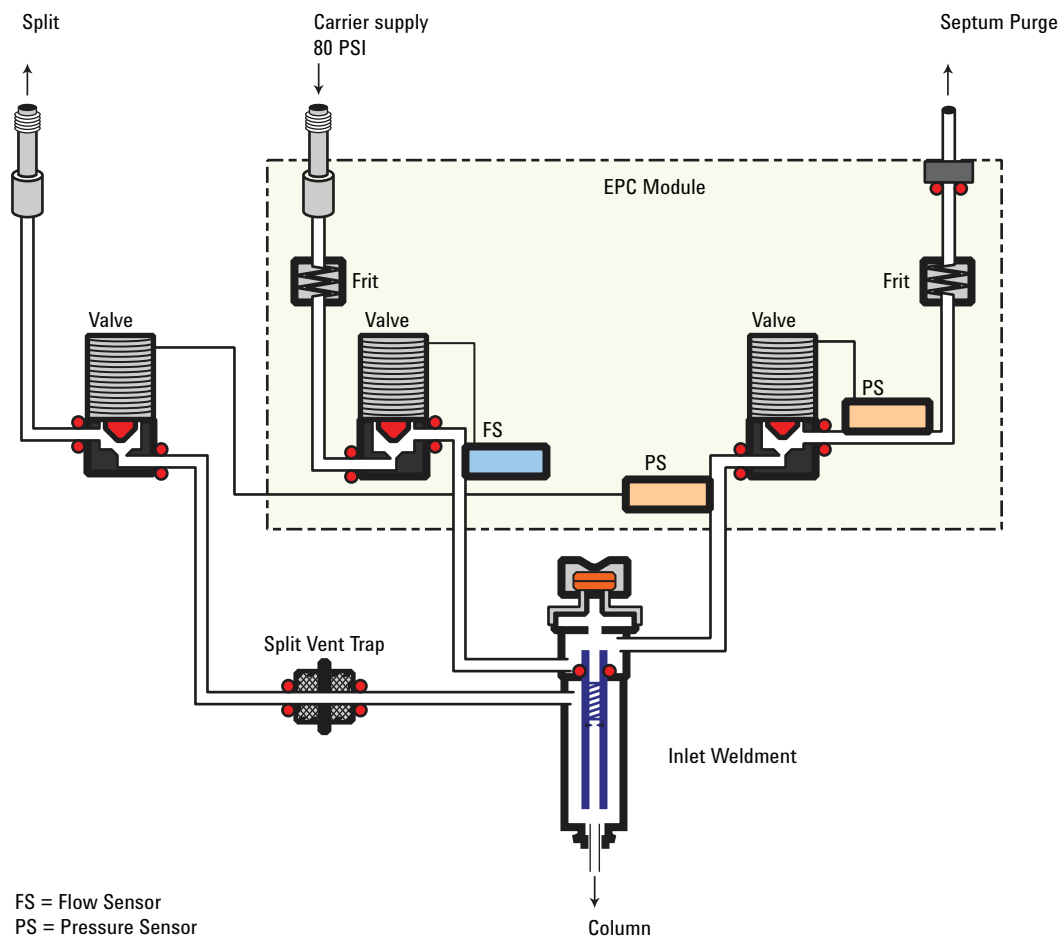 Split
Carrier supply
80 PSI
Septum Purge
EPC Module
Frit
Frit
Valve
Valve
Valve
PS
FS
PS
Split Vent Trap
Inlet Weldment
FS = Flow Sensor
PS = Pressure Sensor
Column